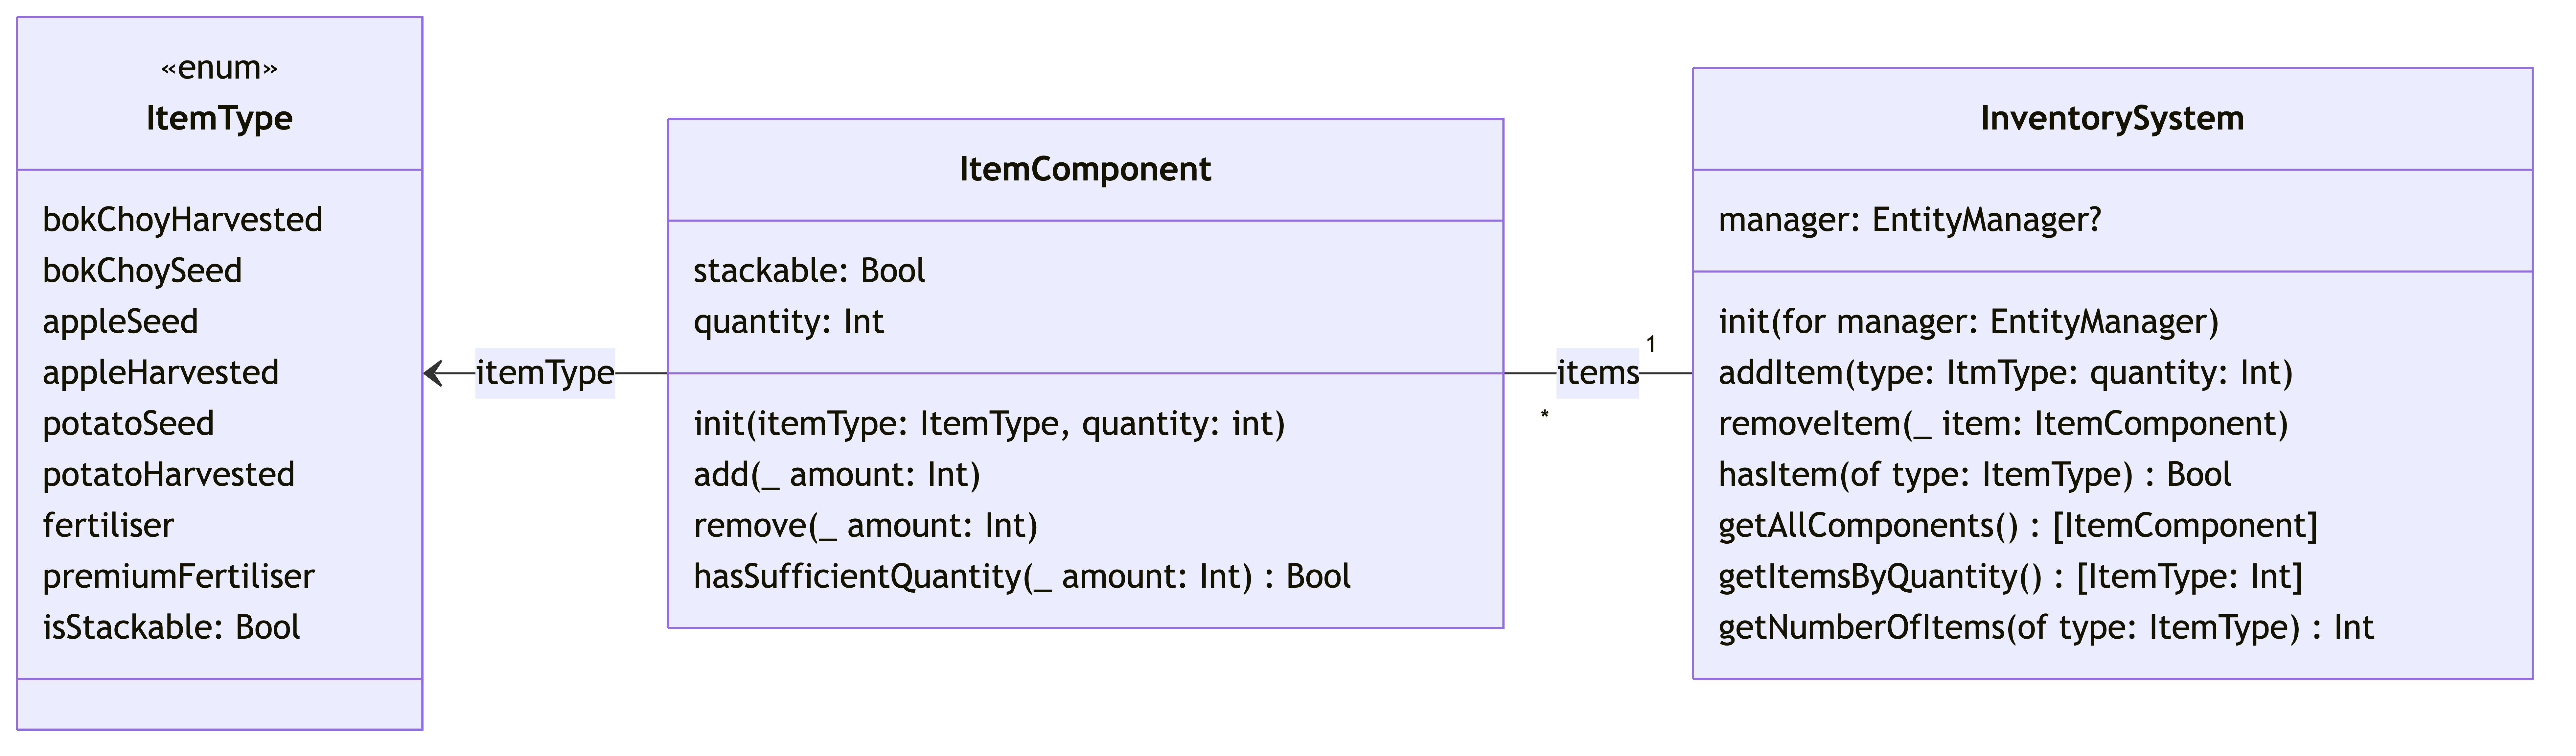 «enum»
ItemType
bokChoyHarvested
bokChoySeed
appleSeed
appleHarvested
potatoSeed
potatoHarvested
fertiliser
premiumFertiliser
isStackable: Bool
itemType
ItemComponent
stackable: Bool
quantity: Int
init(itemType: ItemType, quantity: int)
add(_ amount: Int)
remove(_ amount: Int)
hasSufficientQuantity(_ amount: Int) : Bool
1
items
*
InventorySystem
manager: EntityManager?
init(for manager: EntityManager)
addItem(type: ItmType: quantity: Int)
removeItem(_ item: ItemComponent)
hasItem(of type: ItemType) : Bool
getAllComponents() : [ItemComponent]
getItemsByQuantity() : [ItemType: Int]
getNumberOfItems(of type: ItemType) : Int